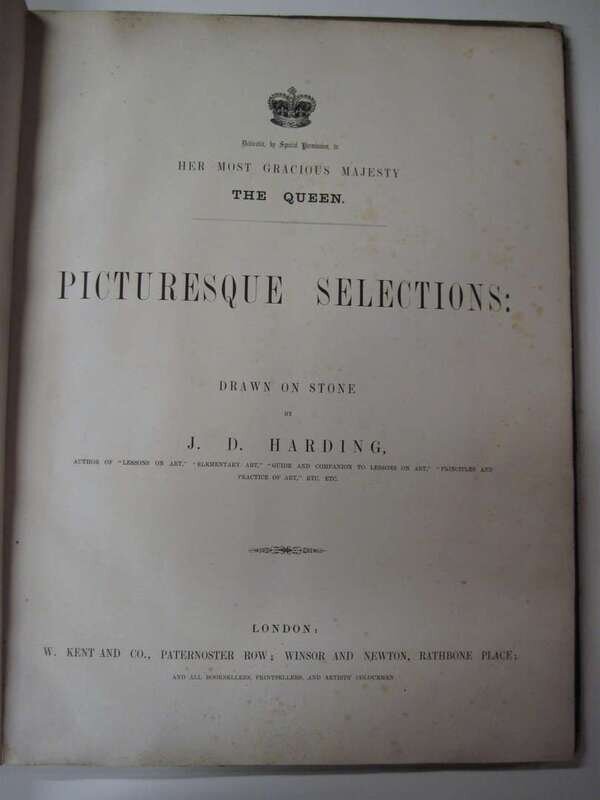 Dedicated, by Special Permission, to
HER MOST GRACIOUS MAJESTY
THE QUEEN.
PICTURESQUE SELECTIONS:
DRAWN ON STONE
BY
J. D. HARDING,
AUTHOR OF "LESSONS ON ART," "ELEMENTARY ART," "GUIDE AND COMPANION TO LESSONS ON ART," "PRINCIPLES AND
PRACTICE OF ART," ETC. ETC.
LONDON:
W. KENT AND CO., PATERNOSTER ROW; WINSOR AND NEWTON, RATHBONE PLACE;
AND ALL BOOKSELLERS, PRINTSELLERS, AND ARTISTS' COLOURMEN